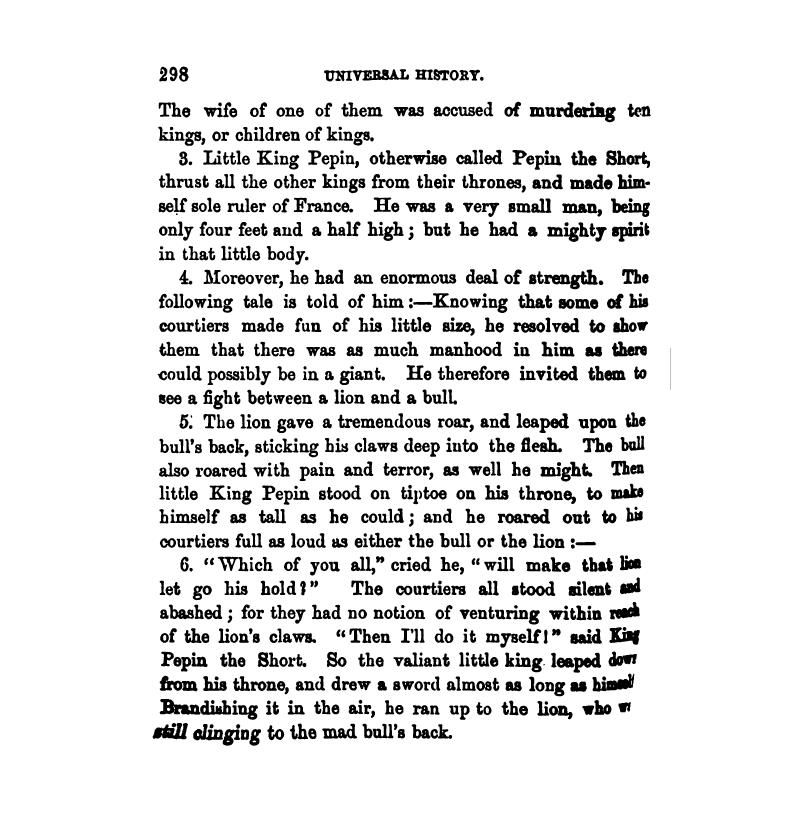 298 UNIVERSAL HISTORY.
The wife of one of them was accused of murdering ten
kings, or children of kings.
3. Little King Pepin, otherwise called Pepin the Short,
thrust all the other kings from their thrones, and made him-
self sole ruler of France. He was a very small man, being
only four feet and a half high; but he had a mighty spirit
in that little body.
4. Moreover, he had an enormous deal of strength. The
following tale is told of him:—Knowing that some of his
courtiers made fun of his little size, he resolved to show
them that there was as much manhood in him as there
could possibly be in a giant. He therefore invited them to
see a fight between a lion and a bull.
5. The lion gave a tremendous roar, and leaped upon the
bull's back, sticking his claws deep into the flesh. The bull
also roared with pain and terror, as well he might. Then
little King Pepin stood on tiptoe on his throne, to make
himself as tall as he could; and he roared out to his
courtiers full as loud as either the bull or the lion:—
6. "Which of you all," cried he, "will make that lion
let go his hold?" The courtiers all stood silent and
abashed; for they had no notion of venturing within reach
of the lion's claws. "Then I'll do it myself!" said King
Pepin the Short. So the valiant little king leaped down
from his throne, and drew a sword almost as long as himself
Brandishing it in the air, he ran up to the lion, who
still clinging to the mad bull's back.